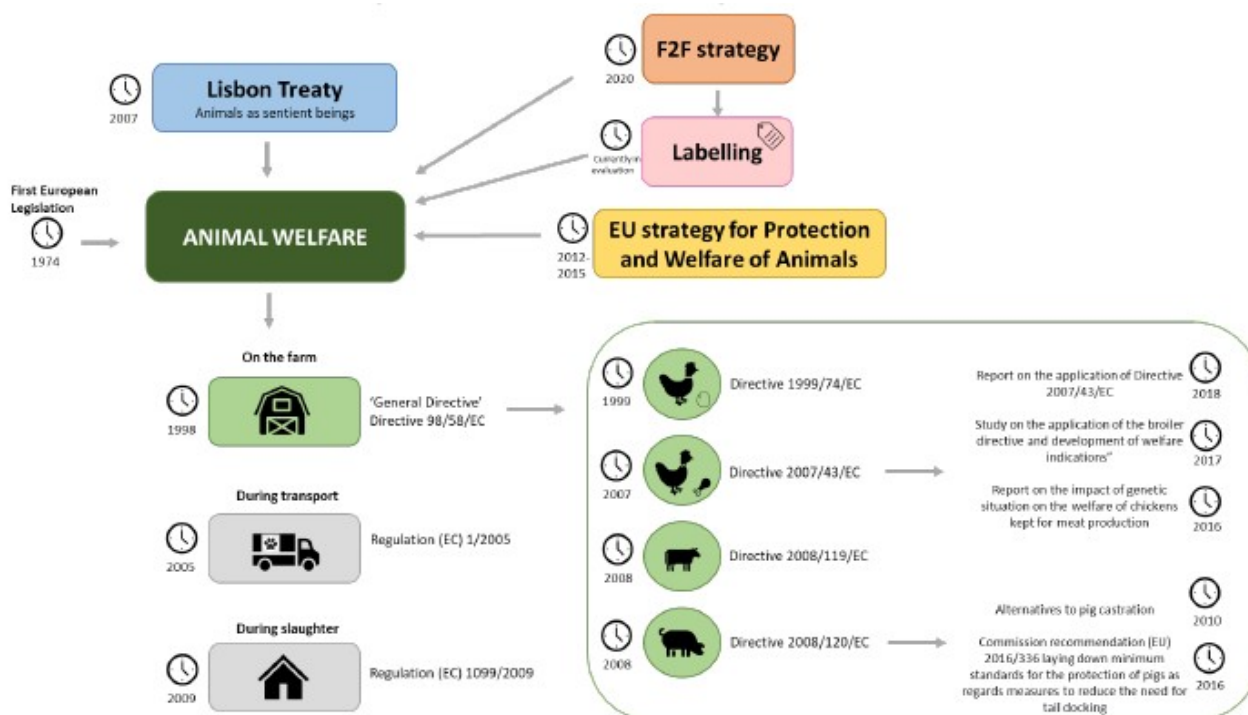 Lisbon Treaty
Animals as sentient beings
2007
F2F strategy
2020
Labelling
Currently in
evaluation
First European
Legislation
1974
ANIMAL WELFARE
EU strategy for Protection
and Welfare of Animals
2012-
2015
On the farm
1998
'General Directive'
Directive 98/58/EC
During transport
2005
Regulation (EC) 1/2005
During slaughter
2009
Regulation (EC) 1099/2009
1999
Directive 1999/74/EC
2007
Directive 2007/43/EC
2008
Directive 2008/119/EC
2008
Directive 2008/120/EC
Report on the application of Directive
2007/43/EC
2018
Study on the application of the broiler
directive and development of welfare
indications"
2017
Report on the impact of genetic
situation on the welfare of chickens
kept for meat production
2016
Alternatives to pig castration
2010
Commission recommendation (EU)
2016/336 laying down minimum
standards for the protection of pigs as
regards measures to reduce the need for
tail docking
2016